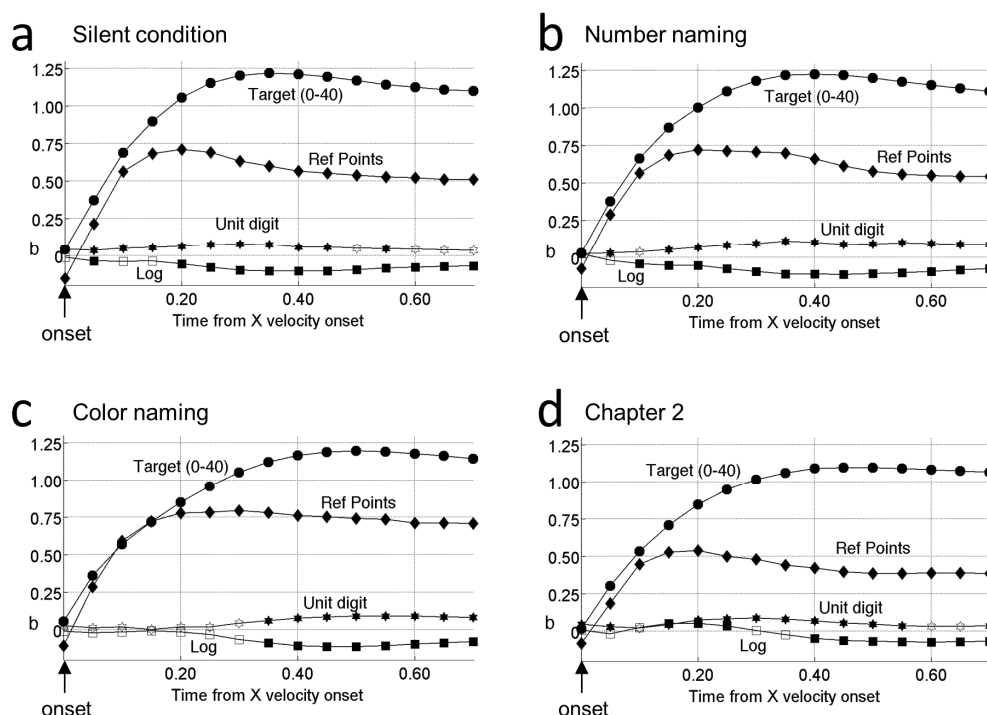 a Silent condition
1.25
1.00
0.75
0.50
0.25
b
0
Target (0-40)
Ref Points
Unit digit
Log
0.20 0.40 0.60
Time from X velocity onset
onset
b Number naming
1.25
1.00
0.75
0.50
0.25
b
0
Target (0-40)
Ref Points
Unit digit
Log
0.20 0.40 0.60
Time from X velocity onset
onset
c Color naming
1.25
1.00
0.75
0.50
0.25
0
b
Target (0-40)
Ref Points
Unit digit
Log
0.20 0.40 0.60
Time from X velocity onset
onset
d Chapter 2
1.25
1.00
0.75
0.50
0.25
0
b
Target (0-40)
Ref Points
Unit digit
Log
0.20 0.40 0.60
Time from X velocity onset
onset